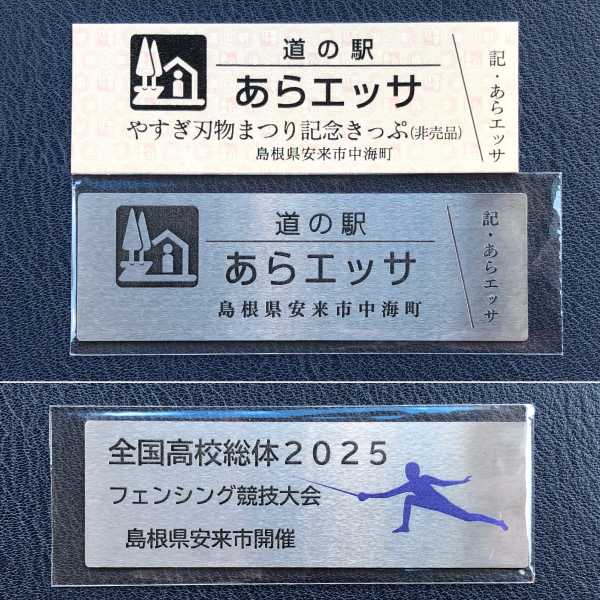 道の駅
あらエッサ
やすぎ刃物まつり記念きっぷ(非売品)
島根県安来市中海町
記・あらエッサ
道の駅
あらエッサ
島根県安来市中海町
記・あらエッサ
全国高校総体2025
フェンシング競技大会
島根県安来市開催